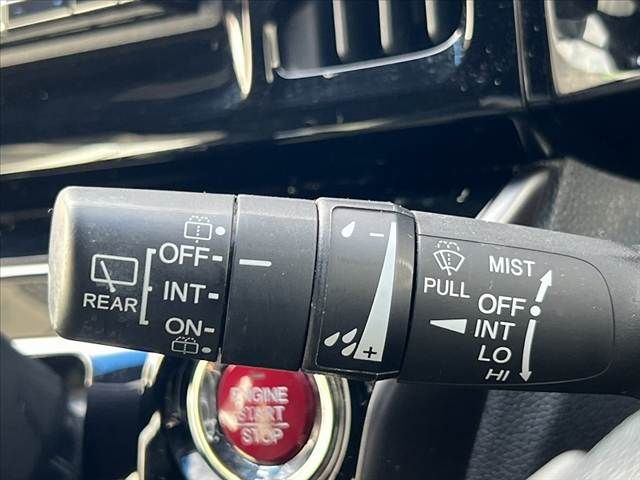 REAR
OFF
INT
ON
−
+
PULL
MIST
OFF
INT
LO
HI
ENGINE
START
STOP